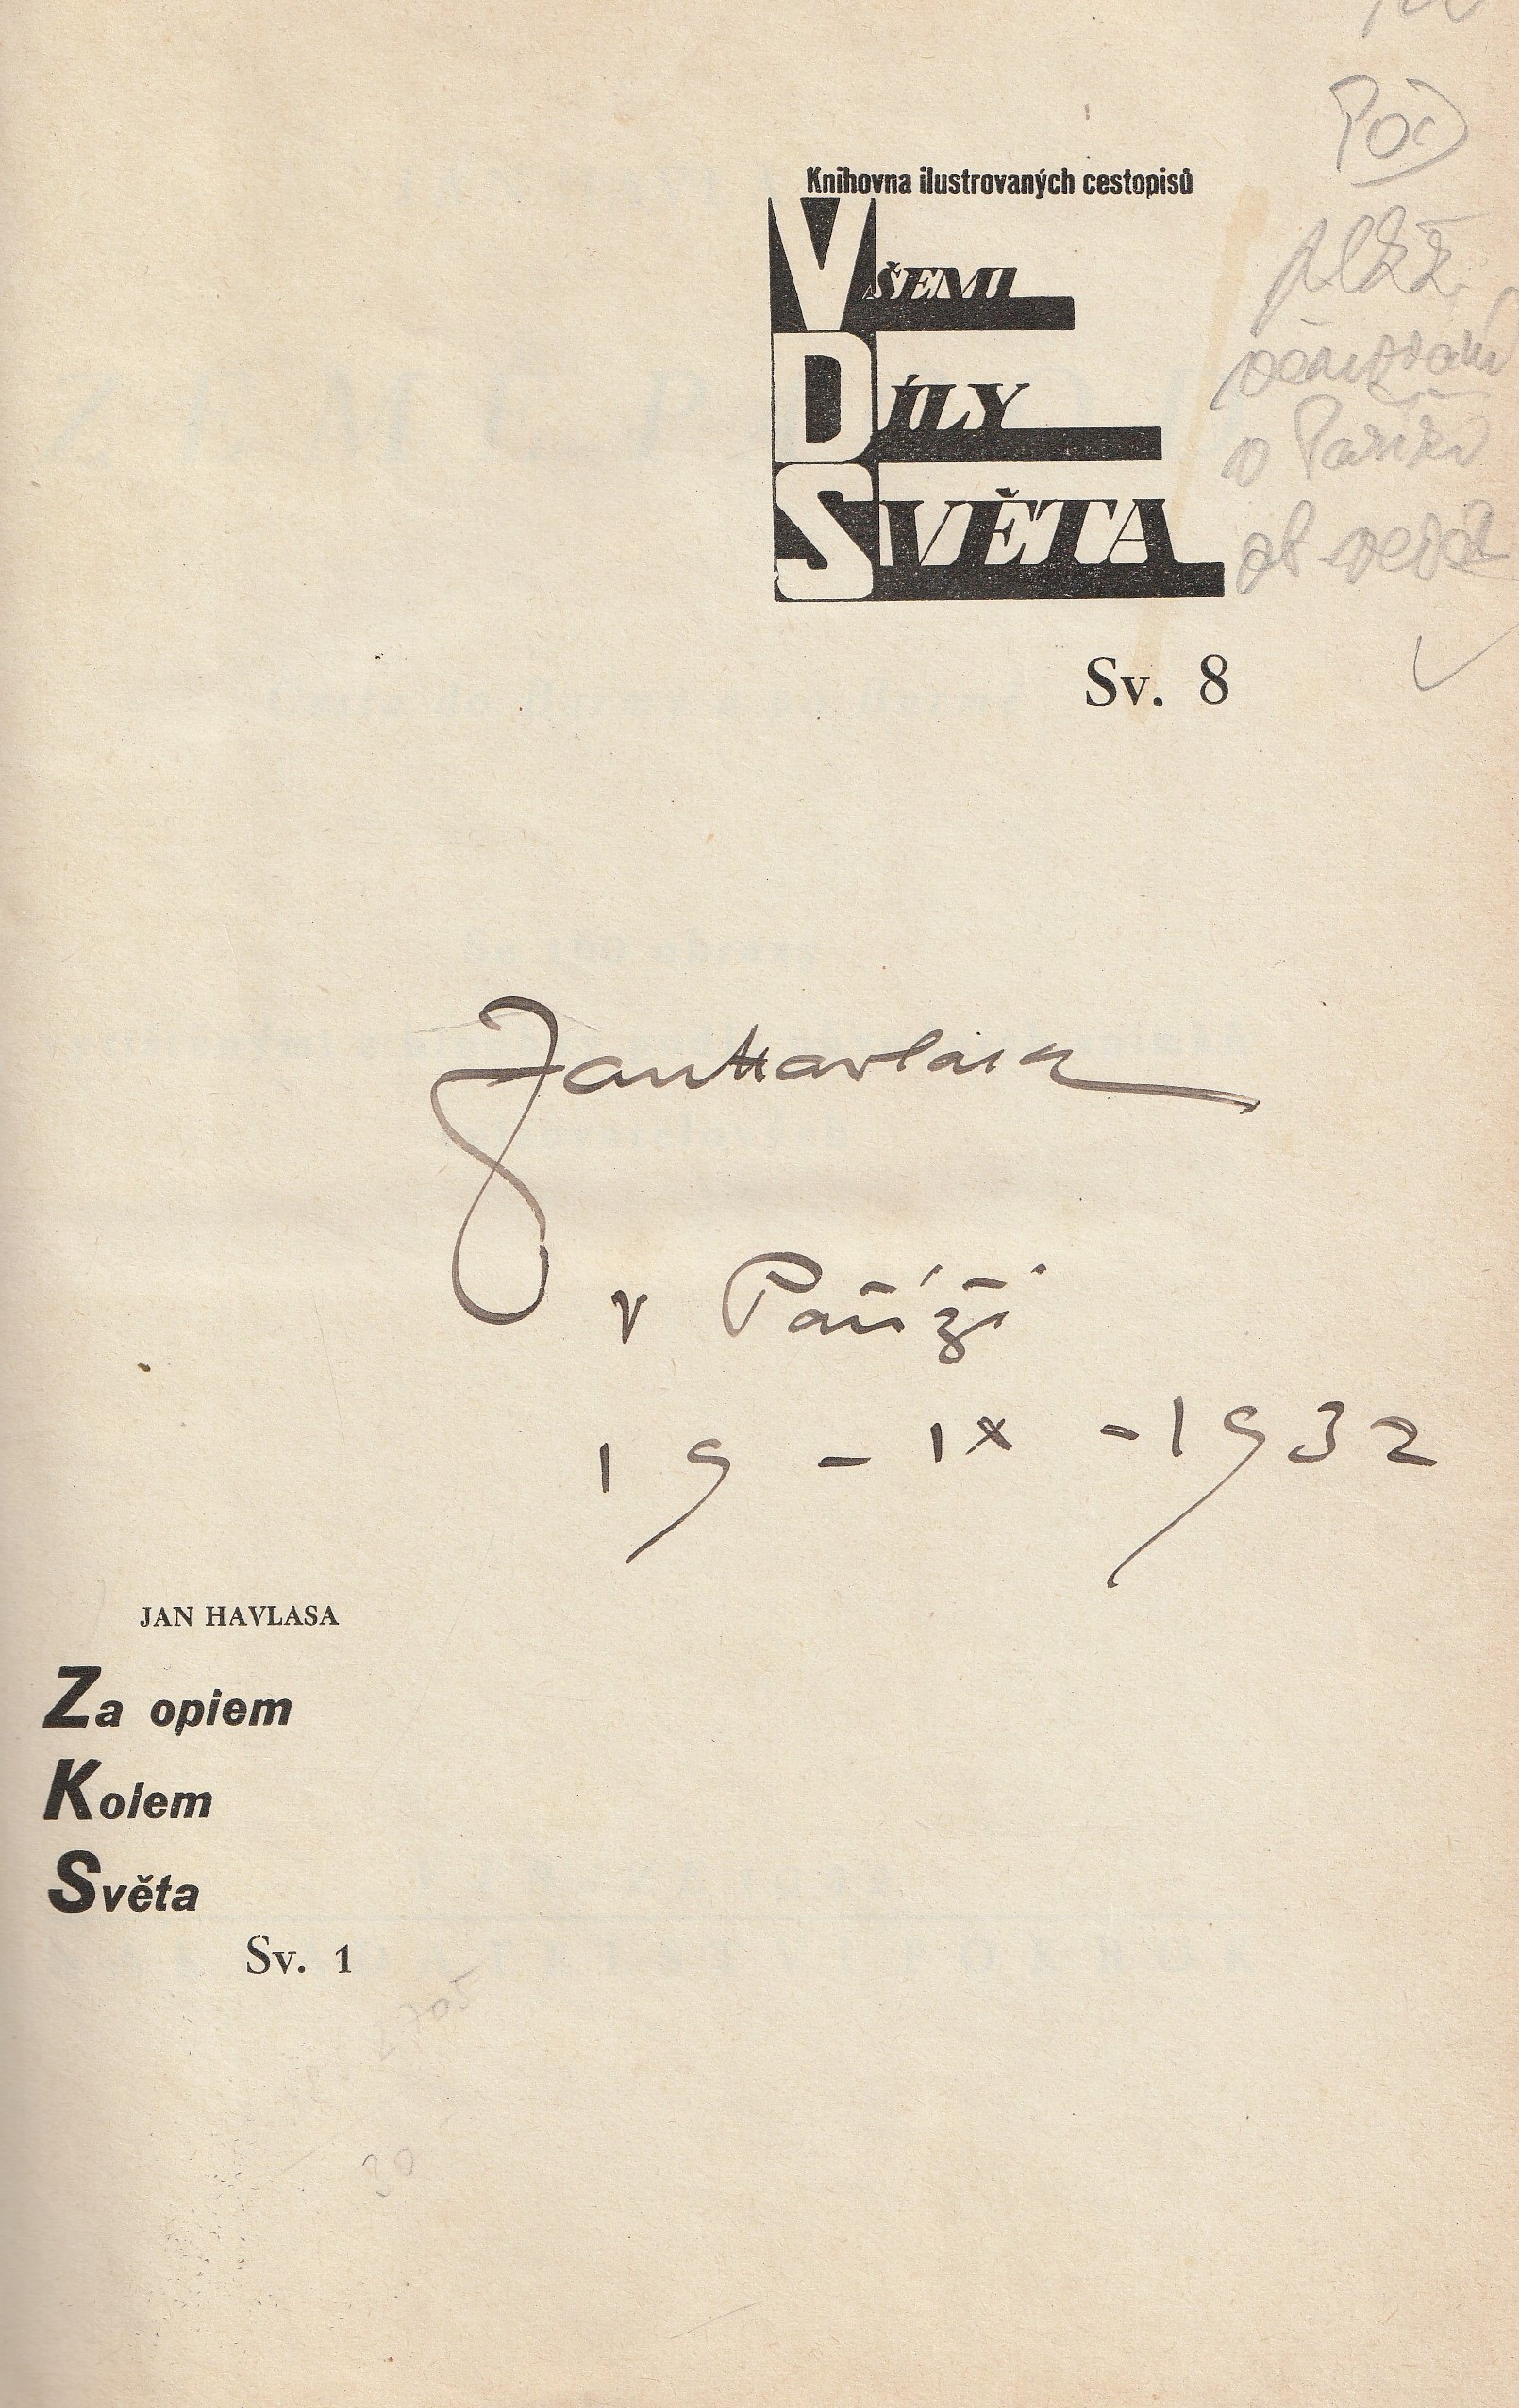 Knihovna ilustrovaných cestopisů
VŠEMI
DÍLY
SVĚTA
Sv. 8
Jan Havlasa
v Paříži
19 - IX - 1932
JAN HAVLASA
Za opiem
Kolem
Světa
Sv. 1
30